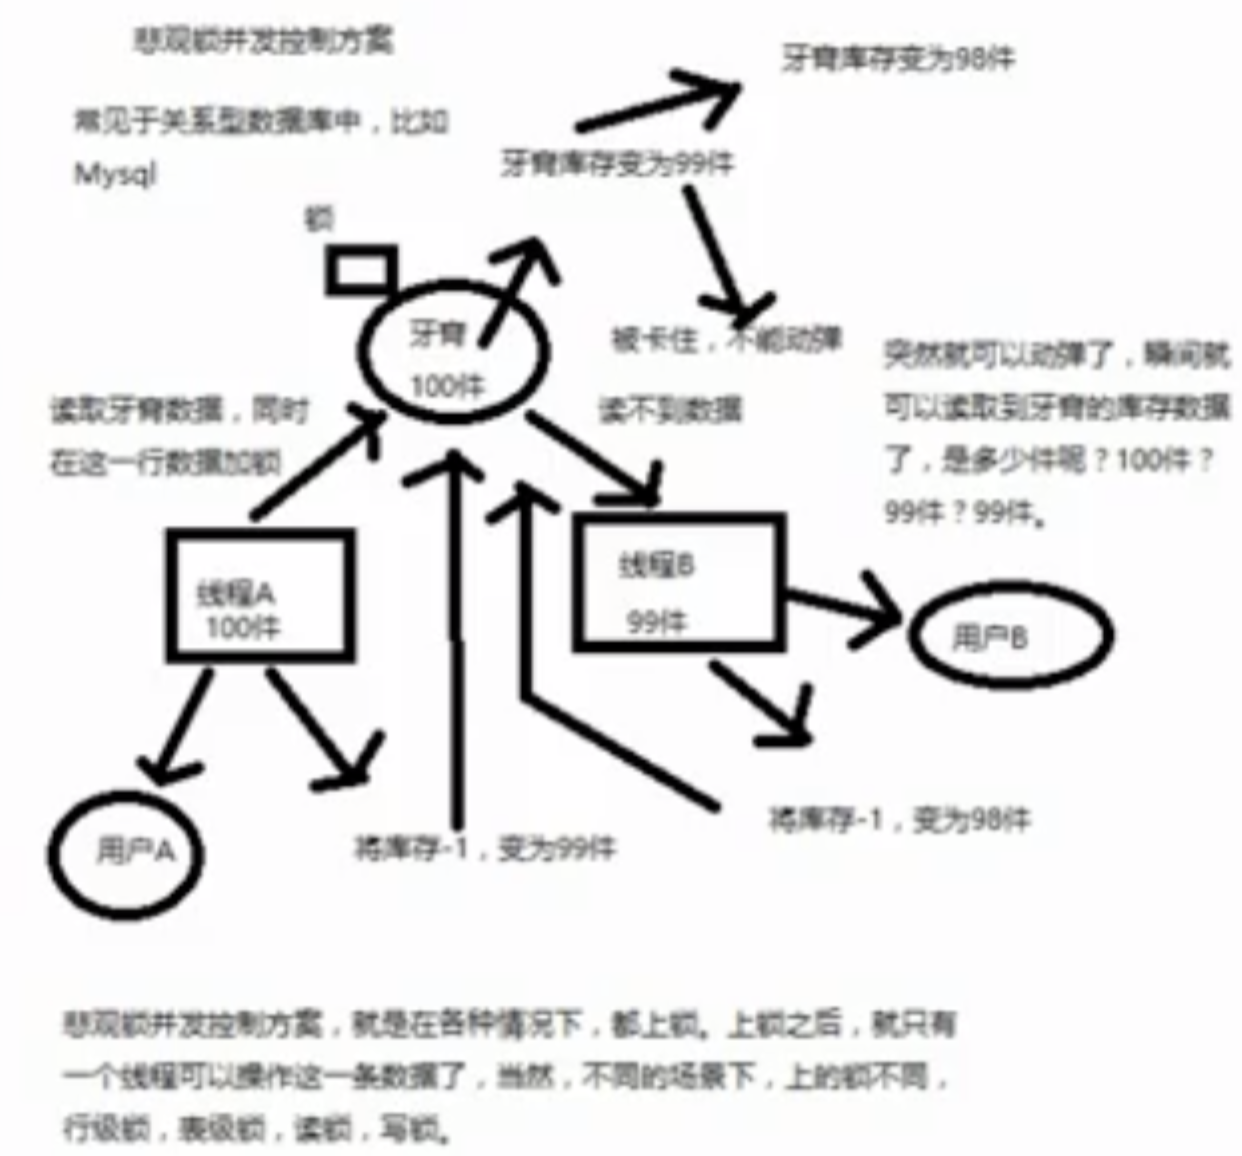 悲观锁并发控制方案
牙膏库存变为98件
常见于关系型数据库中，比如
Mysql
牙膏库存变为99件
锁
牙膏
100件
被卡住，不能动弹
读不到数据
突然就可以动弹了，瞬间就
可以读取到牙膏的库存数据
了，是多少件呢？100件？
99件？99件。
读取牙膏数据，同时
在这一行数据加锁
线程A
100件
线程B
99件
用户B
用户A
将库存-1，变为99件
将库存-1，变为98件
悲观锁并发控制方案，就是在各种情况下，都上锁。上锁之后，就只有
一个线程可以操作这一条数据了，当然，不同的场景下，上的锁不同，
行级锁，表级锁，读锁，写锁。